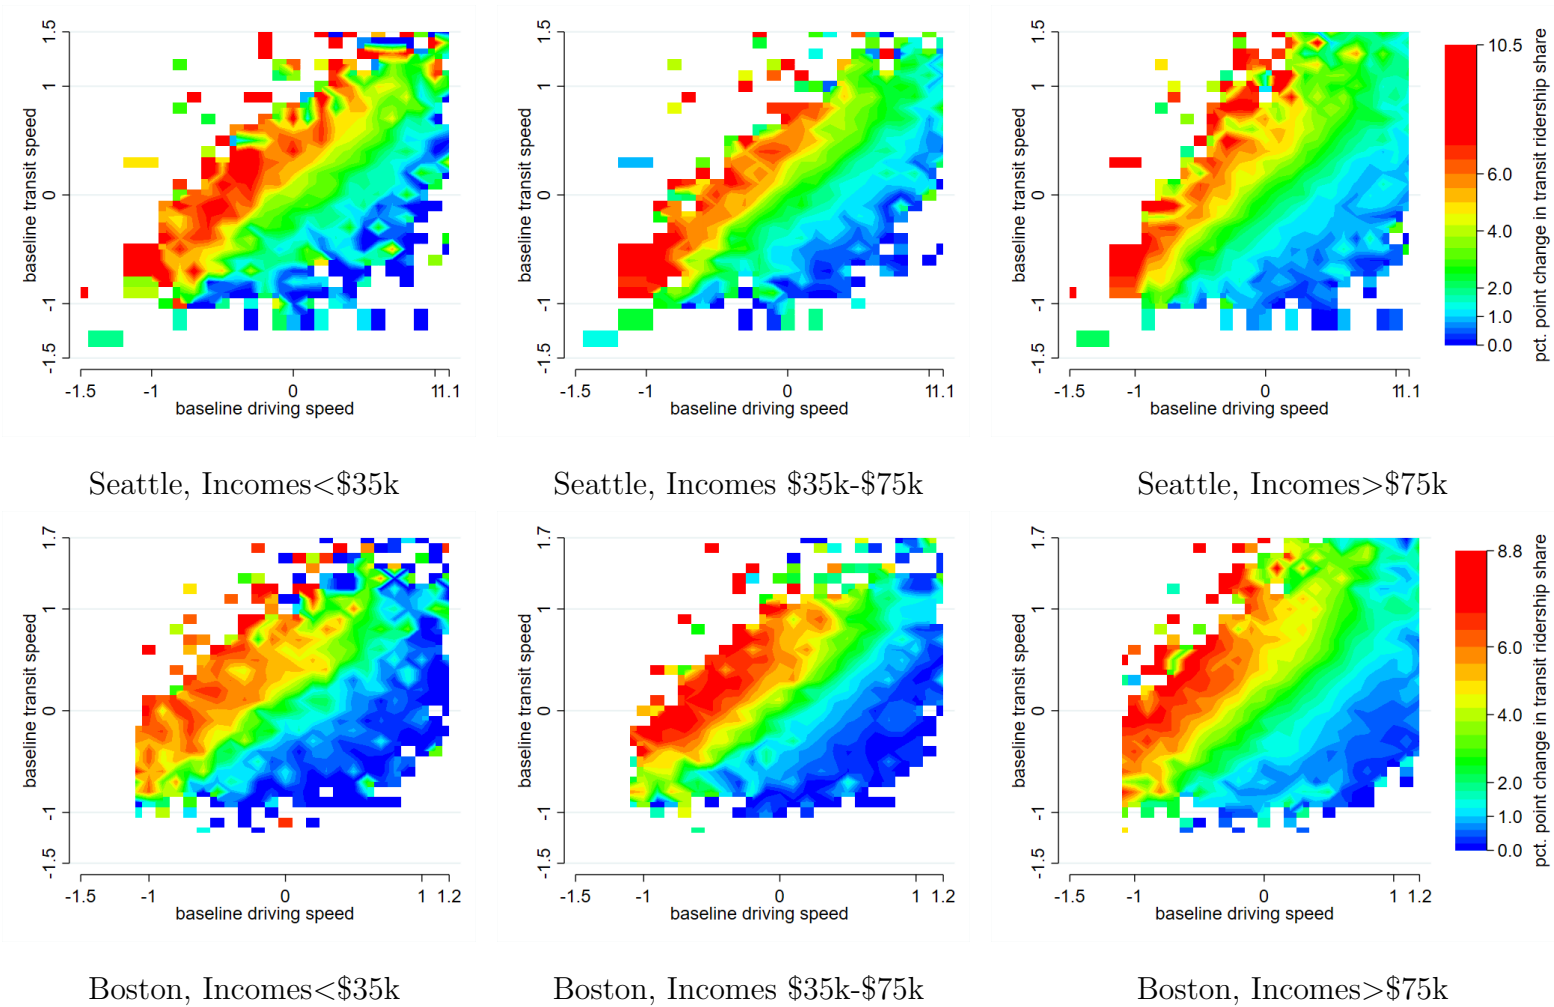 1.5
1
0
-1
-1.5
baseline transit speed
-1.5 -1 0 11.1
baseline driving speed
1.5
1
0
-1
-1.5
baseline transit speed
-1.5 -1 0 11.1
baseline driving speed
1.5
1
0
-1
-1.5
baseline transit speed
-1.5 -1 0 11.1
baseline driving speed
10.5
6.0
4.0
2.0
1.0
0.0
pct. point change in transit ridership share
Seattle, Incomes<$35k
Seattle, Incomes $35k-$75k
Seattle, Incomes>$75k
1.7
1
0
-1
-1.5
baseline transit speed
-1.5 -1 0 1 1.2
baseline driving speed
1.7
1
0
-1
-1.5
baseline transit speed
-1.5 -1 0 1 1.2
baseline driving speed
1.7
1
0
-1
-1.5
baseline transit speed
-1.5 -1 0 1 1.2
baseline driving speed
8.8
6.0
4.0
2.0
1.0
0.0
pct. point change in transit ridership share
Boston, Incomes<$35k
Boston, Incomes $35k-$75k
Boston, Incomes>$75k